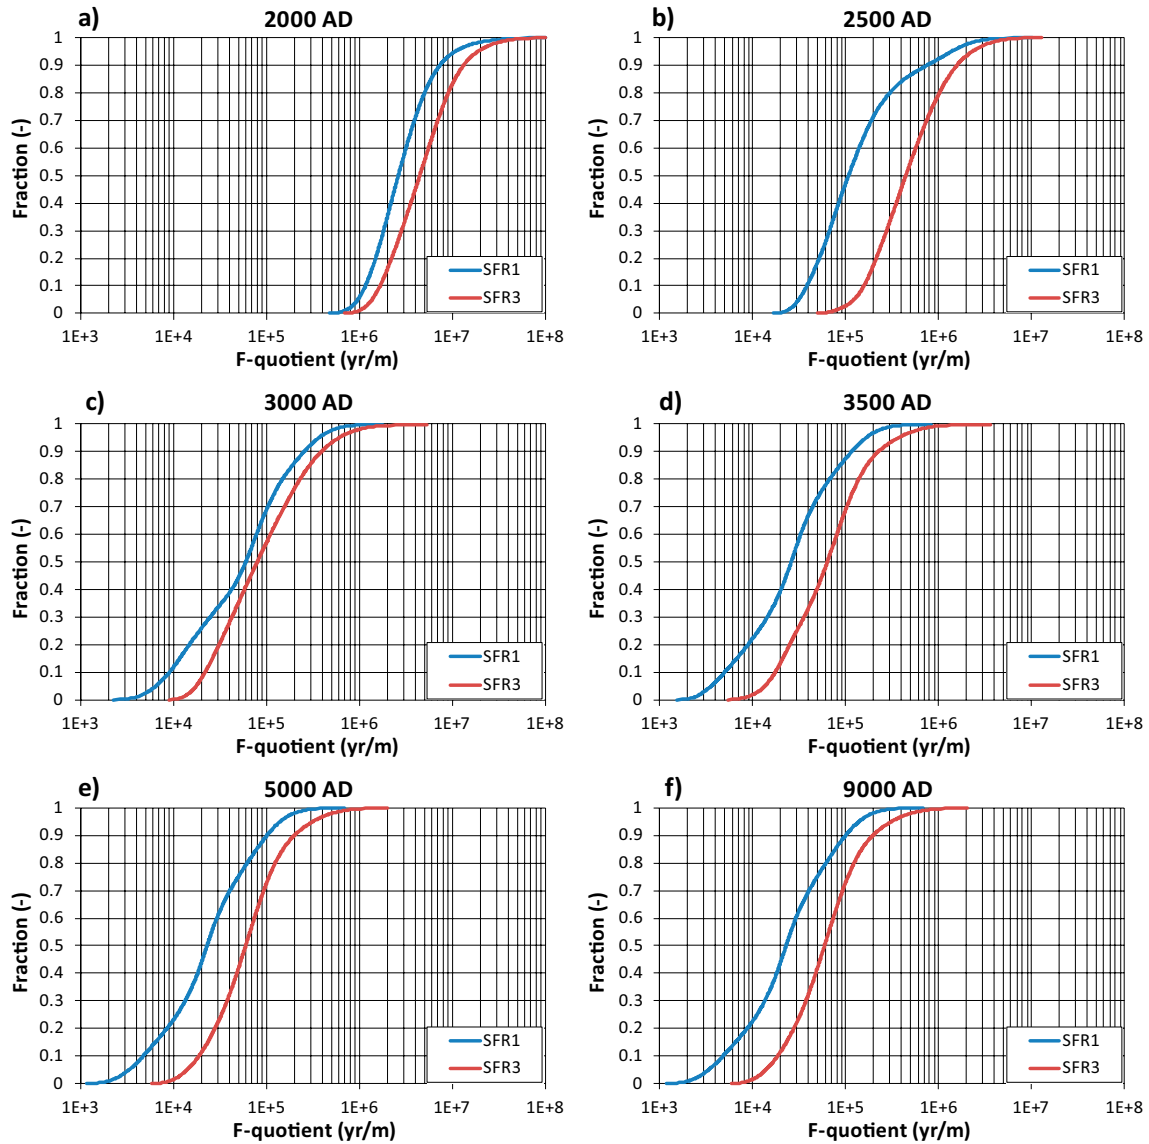 a) 2000 AD
1
0.9
0.8
0.7
0.6
0.5
0.4
0.3
0.2
0.1
0
Fraction (-)
SFR1
SFR3
1E+3 1E+4 1E+5 1E+6 1E+7 1E+8
F-quotient (yr/m)
b) 2500 AD
1
0.9
0.8
0.7
0.6
0.5
0.4
0.3
0.2
0.1
0
Fraction (-)
SFR1
SFR3
1E+3 1E+4 1E+5 1E+6 1E+7 1E+8
F-quotient (yr/m)
c) 3000 AD
1
0.9
0.8
0.7
0.6
0.5
0.4
0.3
0.2
0.1
0
Fraction (-)
SFR1
SFR3
1E+3 1E+4 1E+5 1E+6 1E+7 1E+8
F-quotient (yr/m)
d) 3500 AD
1
0.9
0.8
0.7
0.6
0.5
0.4
0.3
0.2
0.1
0
Fraction (-)
SFR1
SFR3
1E+3 1E+4 1E+5 1E+6 1E+7 1E+8
F-quotient (yr/m)
e) 5000 AD
1
0.9
0.8
0.7
0.6
0.5
0.4
0.3
0.2
0.1
0
Fraction (-)
SFR1
SFR3
1E+3 1E+4 1E+5 1E+6 1E+7 1E+8
F-quotient (yr/m)
f) 9000 AD
1
0.9
0.8
0.7
0.6
0.5
0.4
0.3
0.2
0.1
0
Fraction (-)
SFR1
SFR3
1E+3 1E+4 1E+5 1E+6 1E+7 1E+8
F-quotient (yr/m)